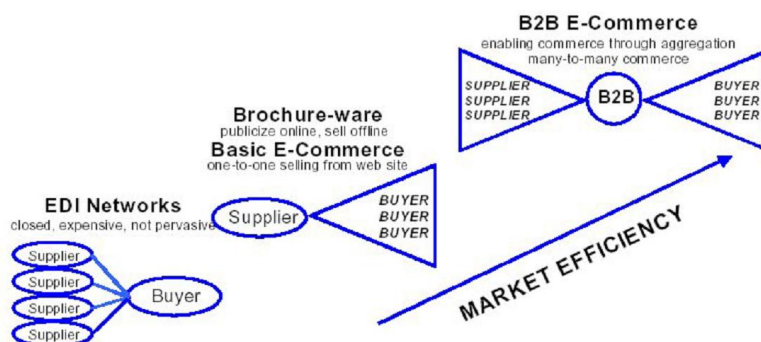 B2B E-Commerce
enabling commerce through aggregation
many-to-many commerce
SUPPLIER
SUPPLIER
SUPPLIER
B2B
BUYER
BUYER
BUYER
Brochure-ware
publicize online, sell offline
Basic E-Commerce
one-to-one selling from web site
Supplier
BUYER
BUYER
BUYER
EDI Networks
closed, expensive, not pervasive
Supplier
Supplier
Supplier
Supplier
Buyer
MARKET EFFICIENCY